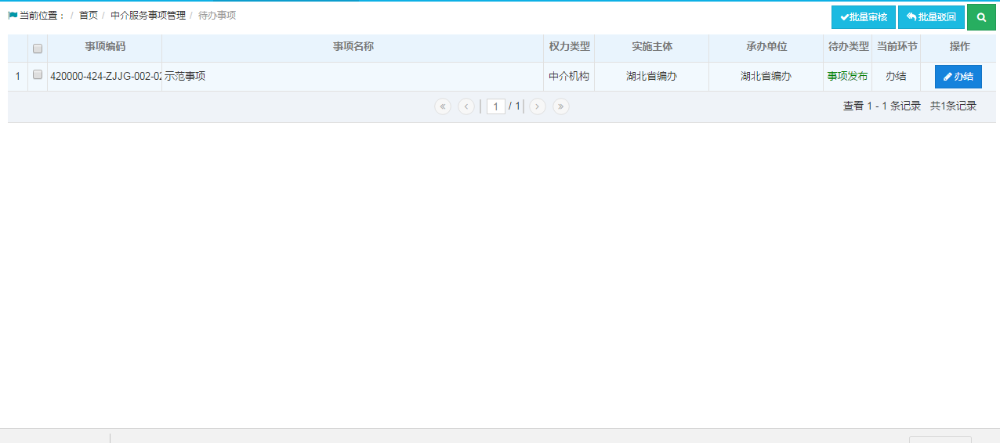 当前位置： / 首页 / 中介服务事项管理 / 待办事项
批量审核 批量驳回
事项编码 事项名称 权力类型 实施主体 承办单位 待办类型 当前环节 操作
1 420000-424-ZJJG-002-02 示范事项 中介机构 湖北省编办 湖北省编办 事项发布 办结 办结
1 / 1 查看 1 - 1 条记录 共1条记录